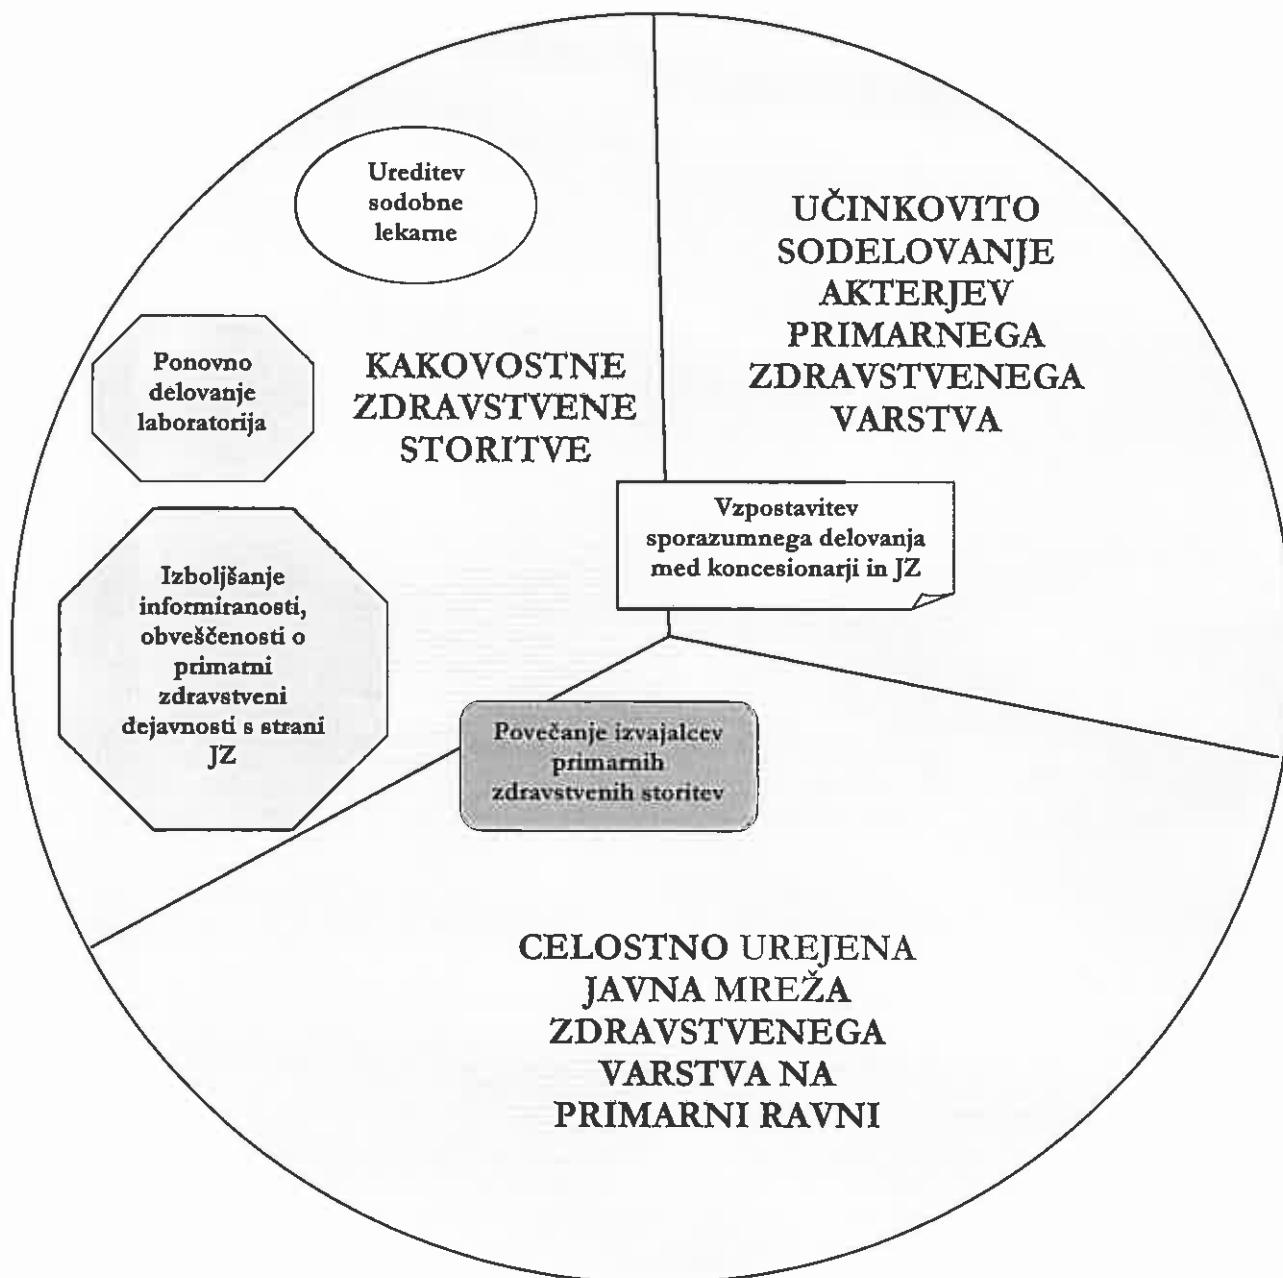 Ureditev
sodobne
lekarne
UČINKOVITO
SODELOVANJE
AKTERJEV
PRIMARNEGA
ZDRAVSTVENEGA
VARSTVA
Ponovno
delovanje
laboratorija
KAKOVOSTNE
ZDRAVSTVENE
STORITVE
Vzpostavitev
sporazumnega delovanja
med koncesionarji in JZ
Izboljšanje
informiranosti,
obveščenosti o
primarni
zdravstveni
dejavnosti s strani
JZ
Povečanje izvajalcev
primarnih
zdravstvenih storitev
CELOSTNO UREJENA
JAVNA MREŽA
ZDRAVSTVENEGA
VARSTVA NA
PRIMARNI RAVNI